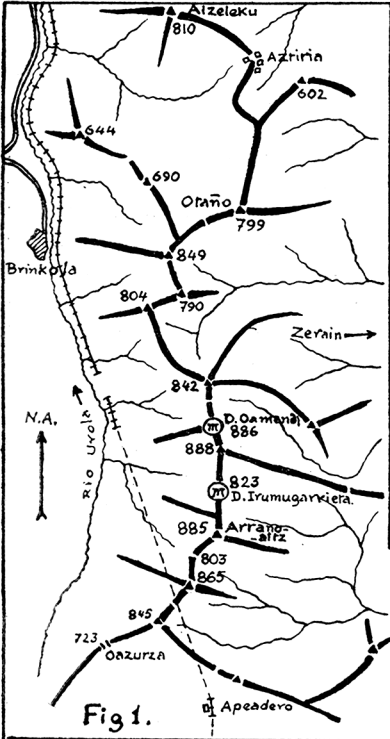 Aizeleku
810
Azriria
602
644
690
Otaño
799
849
Brinkola
804
790
Zerain
842
N.A.
Rio Urola
D. Oamendi
886
888
823
D. Irumugarrieta.
885
Arrano-
aitz
803
865
845
723
Oazurza
Fig 1.
Apeadero